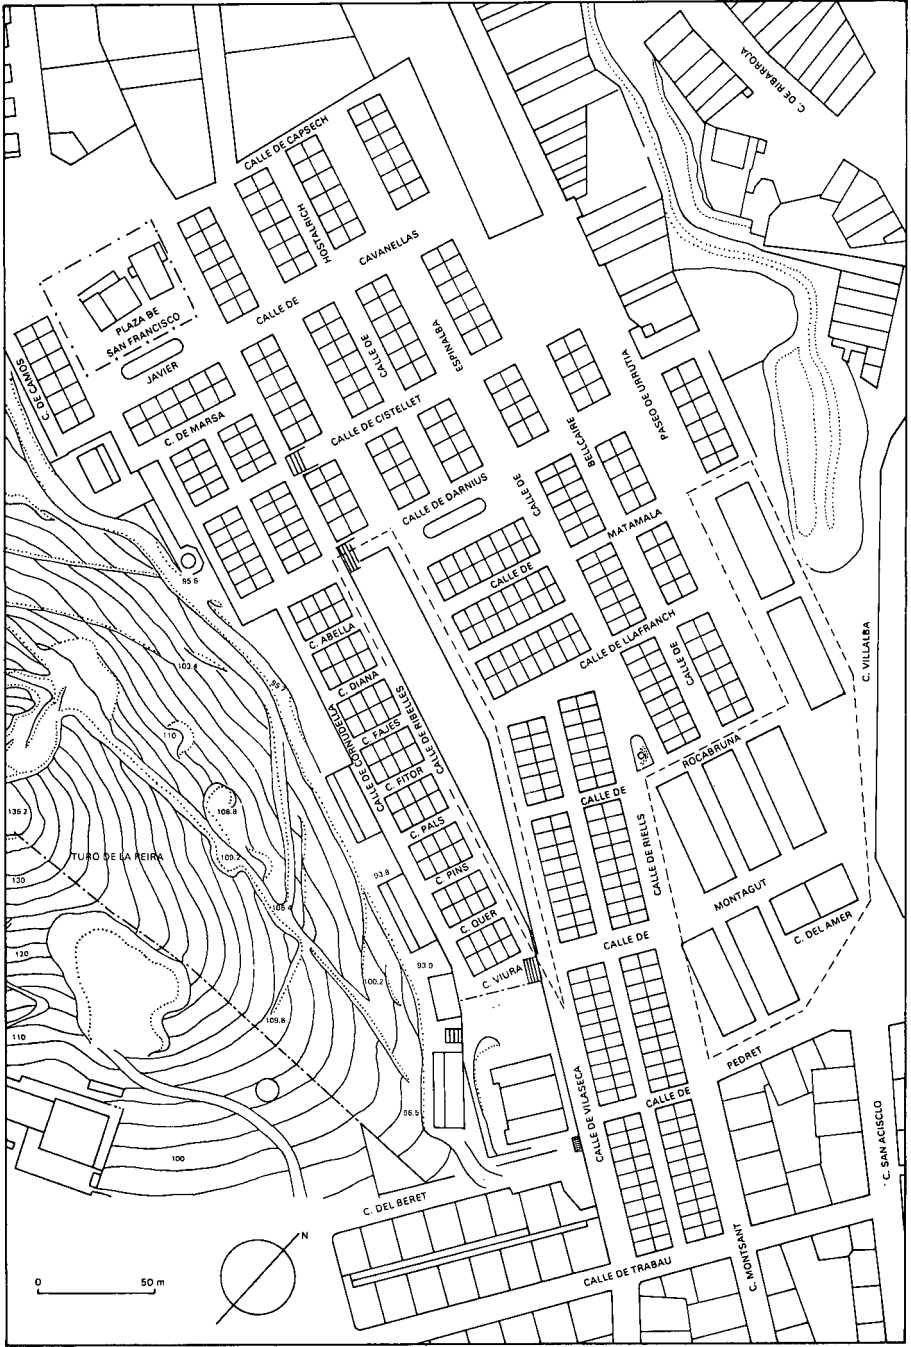 C. DE RIBARROJA
CALLE DE CAPSECH
HOSTALRICH
CAVANELLAS
CALLE DE
PLAZA DE
SAN FRANCISCO
JAVIER
C. DE CAMOS
CALLE DE
ESPINALBA
PASEO DE URRUTIA
C. DE MARSA
CALLE DE CISTELLET
BELLCAIRE
CALLE DE DARNIUS
CALLE DE
MATAMALA
CALLE DE
95.6
C. ABELLA
CALLE DE LLAFRANCH
C. VILLALBA
103.4
95.7
C. DIANA
CALLE DE
CALLE DE CORNUDELLA
CALLE DE RIBELLES
C. FAJES
110
C. FITOR
ROCABRUNA
CALLE DE
136.2
108.8
C. PALS
CALLE DE RIELLS
TURO DE LA PEIRA
109.2
130
93.8
C. PINS
MONTAGUT
106.4
C. QUER
C. DEL AMER
CALLE DE
120
93.0
C. VIURA
100.2
109.8
110
PEDRET
CALLE DE VILASECA
CALLE DE
86.5
C. SAN ACISCLO
100
C. DEL BERET
N
CALLE DE TRABAU
C. MONTSANT
0 50 m